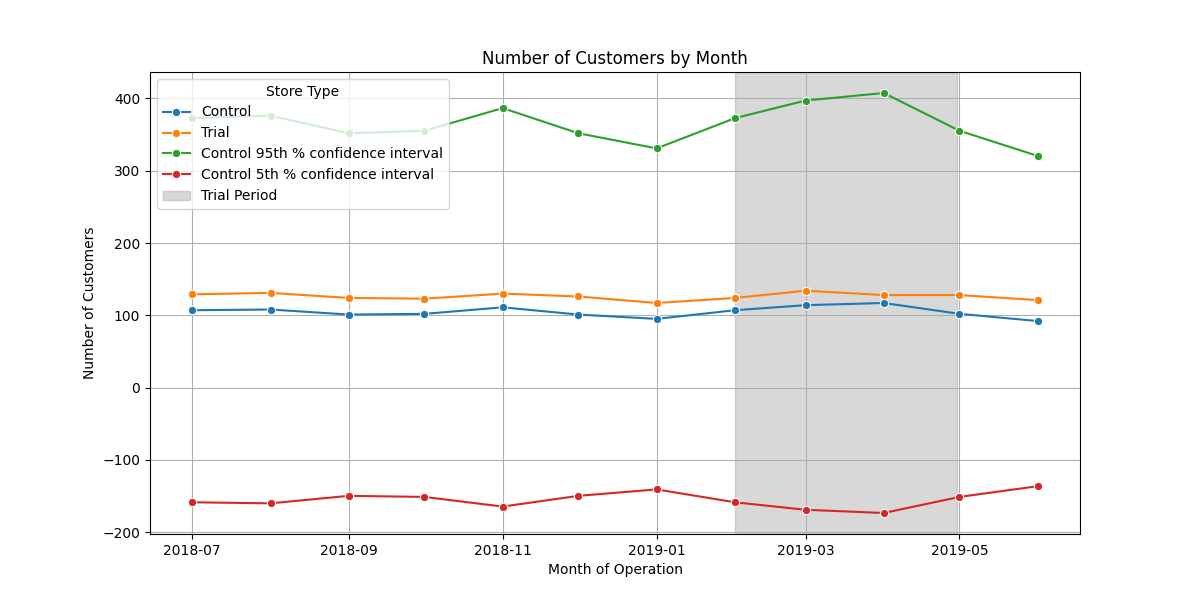 Number of Customers by Month
Store Type
Control
Trial
Control 95th % confidence interval
Control 5th % confidence interval
Trial Period
Number of Customers
400
300
200
100
0
−100
−200
2018-07
2018-09
2018-11
2019-01
2019-03
2019-05
Month of Operation